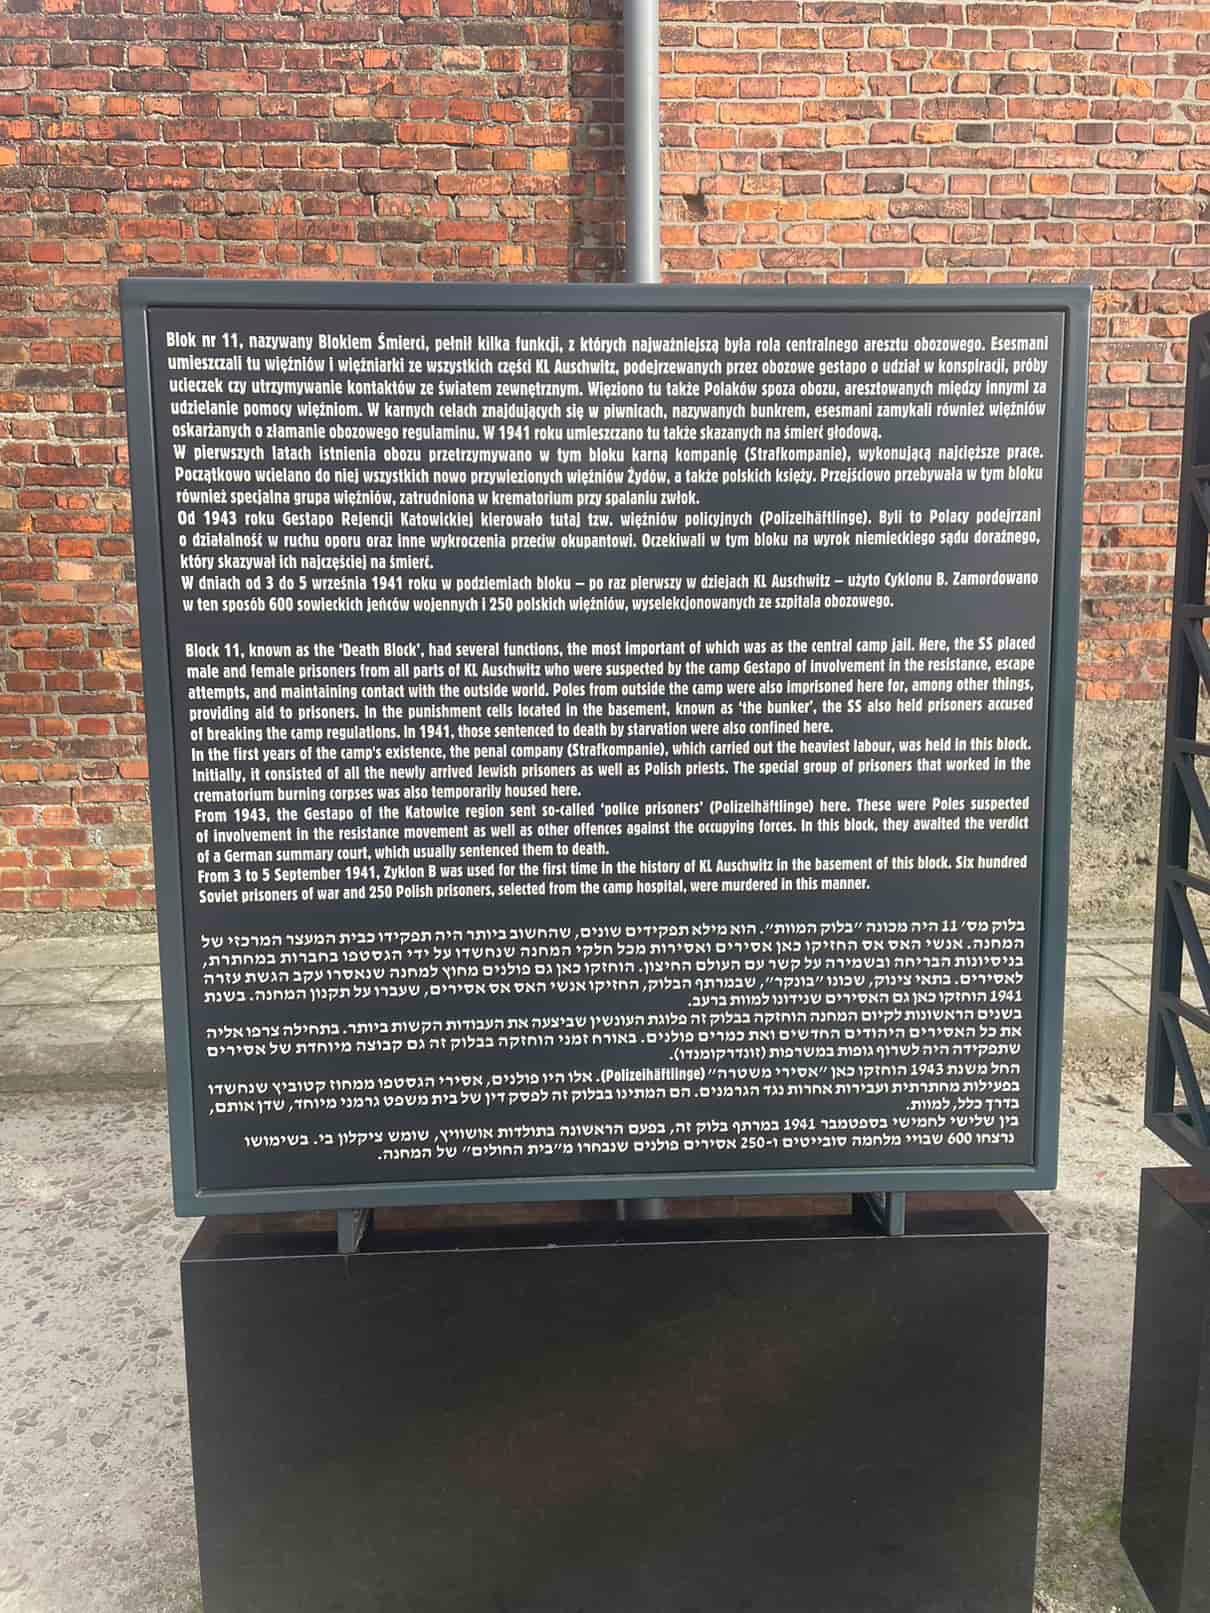 Blok nr 11, nazywany Blokiem Śmierci, pełnił kilka funkcji, z których najważniejszą była rola centralnego aresztu obozowego. Esesmani
umieszczali tu więźniów i więźniarki ze wszystkich części KL Auschwitz, podejrzewanych przez obozowe gestapo o udział w konspiracji, próby
ucieczek czy utrzymywanie kontaktów ze światem zewnętrznym. Więziono tu także Polaków spoza obozu, aresztowanych między innymi za
udzielanie pomocy więźniom. W karnych celach znajdujących się w piwnicach, nazywanych bunkrem, esesmani zamykali również więźniów
oskarżanych o złamanie obozowego regulaminu. W 1941 roku umieszczano tu także skazanych na śmierć głodową.
W pierwszych latach istnienia obozu przetrzymywano w tym bloku karną kompanię (Strafkompanie), wykonującą najcięższe prace.
Początkowo wcielano do niej wszystkich nowo przywiezionych więźniów Żydów, a także polskich księży. Przejściowo przebywała w tym bloku
również specjalna grupa więźniów, zatrudniona w krematorium przy spalaniu zwłok.
Od 1943 roku Gestapo Rejencji Katowickiej kierowało tutaj tzw. więźniów policyjnych (Polizeihäftlinge). Byli to Polacy podejrzani
o działalność w ruchu oporu oraz inne wykroczenia przeciw okupantowi. Oczekiwali w tym bloku na wyrok niemieckiego sądu doraźnego,
który skazywał ich najczęściej na śmierć.
W dniach od 3 do 5 września 1941 roku w podziemiach bloku – po raz pierwszy w dziejach KL Auschwitz – użyto Cyklonu B. Zamordowano
w ten sposób 600 sowieckich jeńców wojennych i 250 polskich więźniów, wyselekcjonowanych ze szpitala obozowego.
Block 11, known as the ‘Death Block’, had several functions, the most important of which was as the central camp jail. Here, the SS placed
male and female prisoners from all parts of KL Auschwitz who were suspected by the camp Gestapo of involvement in the resistance, escape
attempts, and maintaining contact with the outside world. Poles from outside the camp were also imprisoned here for, among other things,
providing aid to prisoners. In the punishment cells located in the basement, known as ‘the bunker’, the SS also held prisoners accused
of breaking the camp regulations. In 1941, those sentenced to death by starvation were also confined here.
In the first years of the camp's existence, the penal company (Strafkompanie), which carried out the heaviest labour, was held in this block.
Initially, it consisted of all the newly arrived Jewish prisoners as well as Polish priests. The special group of prisoners that worked in the
crematorium burning corpses was also temporarily housed here.
From 1943, the Gestapo of the Katowice region sent so-called ‘police prisoners’ (Polizeihäftlinge) here. These were Poles suspected
of involvement in the resistance movement as well as other offences against the occupying forces. In this block, they awaited the verdict
of a German summary court, which usually sentenced them to death.
From 3 to 5 September 1941, Zyklon B was used for the first time in the history of KL Auschwitz in the basement of this block. Six hundred
Soviet prisoners of war and 250 Polish prisoners, selected from the camp hospital, were murdered in this manner.
בלוק מס׳ 11 היה מכונה ״בלוק המוות״. הוא מילא תפקידים שונים, שהחשוב ביותר היה תפקידו כבית המעצר המרכזי של
המחנה. אנשי האס אס החזיקו כאן אסירים ואסירות מכל חלקי המחנה שנחשדו על ידי הגסטפו בחברות במחתרת,
בניסיונות הבריחה ובשמירה על קשר עם העולם החיצון. הוחזקו כאן גם פולנים מחוץ למחנה שנאסרו עקב הגשת עזרה
לאסירים. בתאי צינוק, שכונו ״בונקר״, שבמרתף הבלוק, החזיקו אנשי האס אס אסירים, שעברו על תקנון המחנה. בשנת
1941 הוחזקו כאן גם האסירים שנידונו למוות ברעב.
בשנים הראשונות לקיום המחנה הוחזקה בבלוק זה פלוגת העונשין שביצעה את העבודות הקשות ביותר. בתחילה צרפו אליה
את כל האסירים היהודים החדשים ואת כמרים פולנים. באורח זמני הוחזקה בבלוק זה גם קבוצה מיוחדת של אסירים
שתפקידה היה לשרוף גופות במשרפות (זונדרקומנדו).
החל משנת 1943 הוחזקו כאן ״אסירי משטרה״ (Polizeihäftlinge). אלו היו פולנים, אסירי הגסטפו ממחוז קטוביץ שנחשדו
בפעילות מחתרתית ועבירות אחרות נגד הגרמנים. הם המתינו בבלוק זה לפסק דין של בית משפט גרמני מיוחד, שדן אותם,
בדרך כלל, למוות.
בין שלישי לחמישי בספטמבר 1941 במרתף בלוק זה, בפעם הראשונה בתולדות אושוויץ, שומש ציקלון בי. בשימושו
נרצחו 600 שבויי מלחמה סובייטים ו-250 אסירים פולנים שנבחרו מ״בית החולים״ של המחנה.